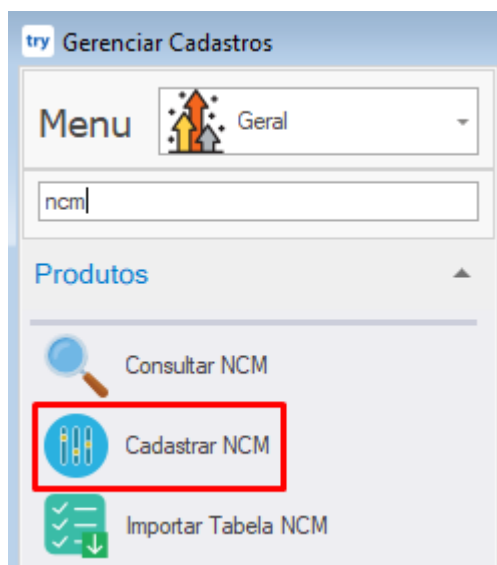 try Gerenciar Cadastros
Menu Geral
ncm
Produtos
Consultar NCM
Cadastrar NCM
Importar Tabela NCM